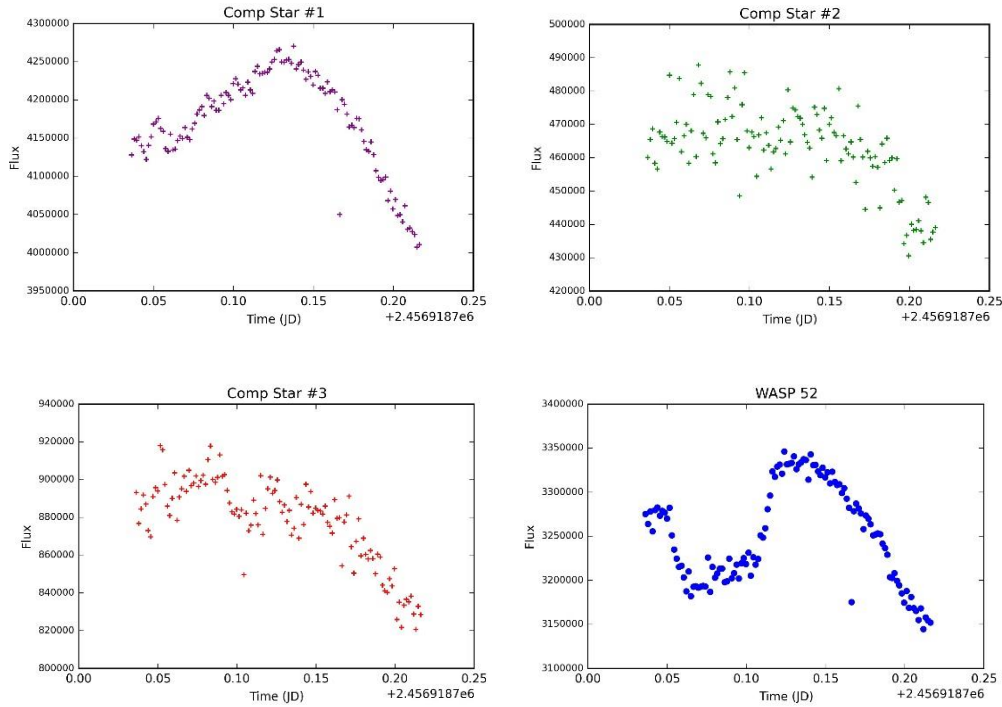 Comp Star #1
4300000
4250000
4200000
4150000
4100000
4050000
4000000
3950000
Flux
0.00 0.05 0.10 0.15 0.20 0.25
Time (JD)
+2.4569187e6
Comp Star #2
500000
490000
480000
470000
460000
450000
440000
430000
420000
Flux
0.00 0.05 0.10 0.15 0.20 0.25
Time (JD)
+2.4569187e6
Comp Star #3
940000
920000
900000
880000
860000
840000
820000
800000
Flux
0.00 0.05 0.10 0.15 0.20 0.25
Time (JD)
+2.4569187e6
WASP 52
3400000
3350000
3300000
3250000
3200000
3150000
3100000
Flux
0.00 0.05 0.10 0.15 0.20 0.25
Time (JD)
+2.4569187e6